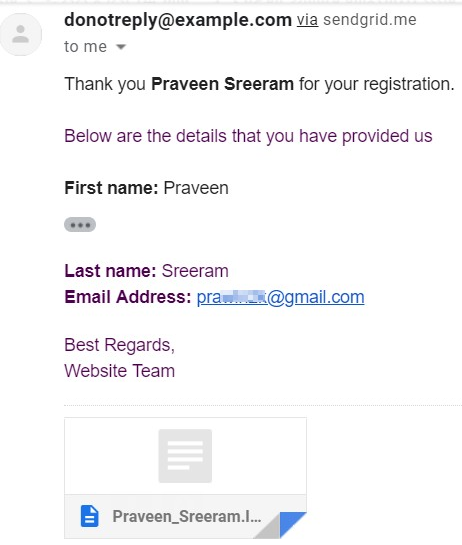 donotreply@example.com via sendgrid.me
to me
Thank you Praveen Sreeram for your registration.
Below are the details that you have provided us
First name: Praveen
Last name: Sreeram
Email Address: @gmail.com
Best Regards,
Website Team
Praveen_Sreeram.l...